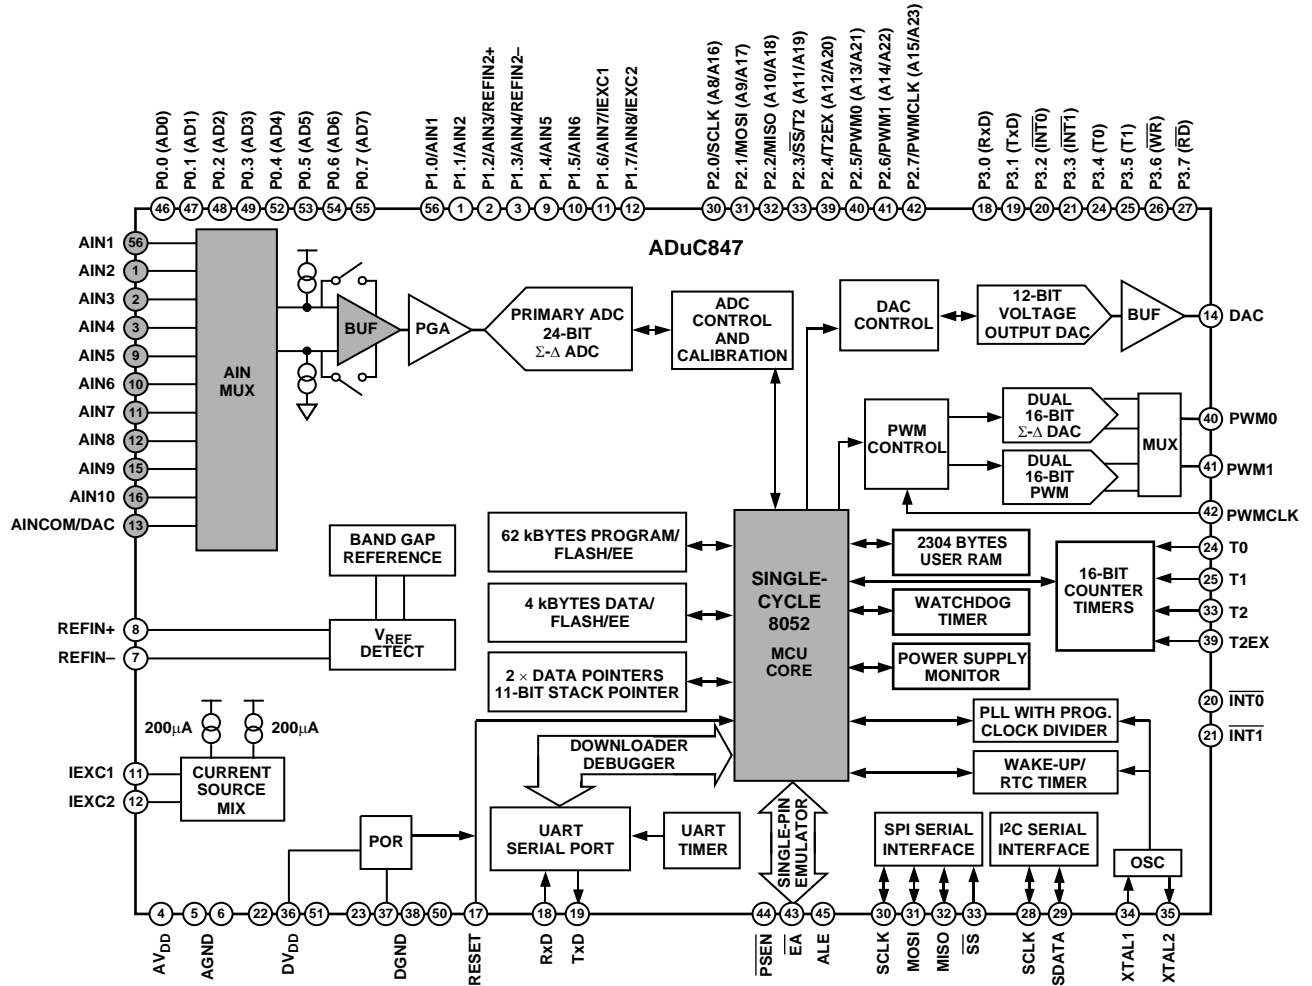 P0.0 (AD0)
P0.1 (AD1)
P0.2 (AD2)
P0.3 (AD3)
P0.4 (AD4)
P0.5 (AD5)
P0.6 (AD6)
P0.7 (AD7)
P1.0/AIN1
P1.1/AIN2
P1.2/AIN3/REFIN2+
P1.3/AIN4/REFIN2–
P1.4/AIN5
P1.5/AIN6
P1.6/AIN7/IEXC1
P1.7/AIN8/IEXC2
P2.0/SCLK (A8/A16)
P2.1/MOSI (A9/A17)
P2.2/MISO (A10/A18)
P2.3/SS/T2 (A11/A19)
P2.4/T2EX (A12/A20)
P2.5/PWM0 (A13/A21)
P2.6/PWM1 (A14/A22)
P2.7/PWMCLK (A15/A23)
P3.0 (RxD)
P3.1 (TxD)
P3.2 (INT0)
P3.3 (INT1)
P3.4 (T0)
P3.5 (T1)
P3.6 (WR)
P3.7 (RD)
46 47 48 49 52 53 54 55
56 1 2 3 9 10 11 12
30 31 32 33 39 40 41 42
18 19 20 21 24 25 26 27
ADuC847
AIN1 56
AIN2 1
AIN3 2
AIN4 3
AIN5 9
AIN6 10
AIN7 11
AIN8 12
AIN9 15
AIN10 16
AINCOM/DAC 13
AIN
MUX
BUF
PGA
PRIMARY ADC
24-BIT
Σ-Δ ADC
ADC
CONTROL
AND
CALIBRATION
DAC
CONTROL
12-BIT
VOLTAGE
OUTPUT DAC
BUF
14 DAC
PWM
CONTROL
DUAL
16-BIT
Σ-Δ DAC
DUAL
16-BIT
PWM
MUX
40 PWM0
41 PWM1
42 PWMCLK
BAND GAP
REFERENCE
VREF
DETECT
REFIN+ 8
REFIN– 7
62 kBYTES PROGRAM/
FLASH/EE
4 kBYTES DATA/
FLASH/EE
2 × DATA POINTERS
11-BIT STACK POINTER
SINGLE-
CYCLE
8052
MCU
CORE
2304 BYTES
USER RAM
WATCHDOG
TIMER
POWER SUPPLY
MONITOR
16-BIT
COUNTER
TIMERS
24 T0
25 T1
33 T2
39 T2EX
20 INT0
21 INT1
PLL WITH PROG.
CLOCK DIVIDER
WAKE-UP/
RTC TIMER
200µA
200µA
IEXC1 11
IEXC2 12
CURRENT
SOURCE
MIX
DOWNLOADER
DEBUGGER
POR
UART
SERIAL PORT
UART
TIMER
SINGLE-PIN
EMULATOR
SPI SERIAL
INTERFACE
I2C SERIAL
INTERFACE
OSC
4 5 6 22 36 51 23 37 38 50 17 18 19 44 43 45 30 31 32 33 28 29 34 35
AVDD
AGND
DVDD
DGND
RESET
RxD
TxD
PSEN
EA
ALE
SCLK
MOSI
MISO
SS
SCLK
SDATA
XTAL1
XTAL2